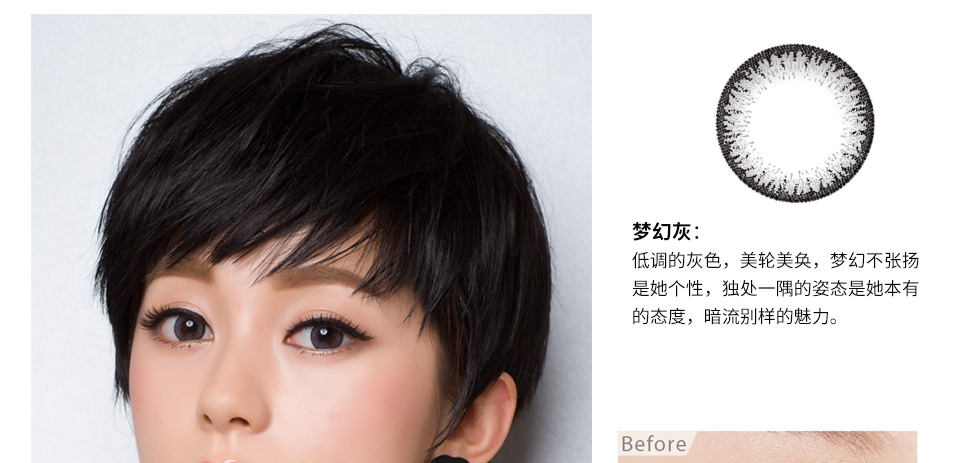 梦幻灰：
低调的灰色，美轮美奂，梦幻不张扬
是她个性，独处一隅的姿态是她本有
的态度，暗流别样的魅力。
Before